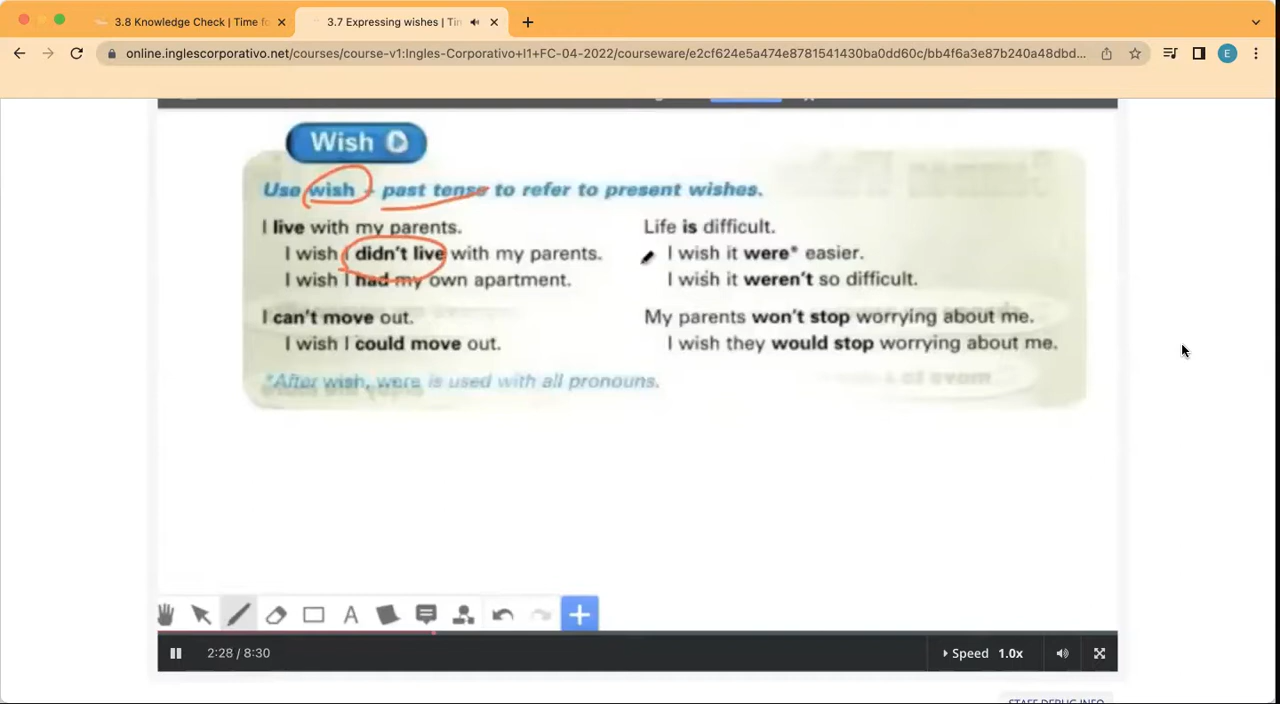 3.8 Knowledge Check | Time fo
3.7 Expressing wishes | Tin
online.inglescorporativo.net/courses/course-v1:Ingles-Corporativo+I1+FC-04-2022/courseware/e2cf624e5a474e8781541430ba0dd60c/bb4f6a3e87b240a48dbd...
E
Wish
Use wish + past tense to refer to present wishes.
I live with my parents.
I wish I didn't live with my parents.
I wish I had my own apartment.
I can't move out.
I wish I could move out.
Life is difficult.
I wish it were* easier.
I wish it weren't so difficult.
My parents won't stop worrying about me.
I wish they would stop worrying about me.
*After wish, were is used with all pronouns.
A
2:28 / 8:30
Speed 1.0x
STAFF DEBUG INFO